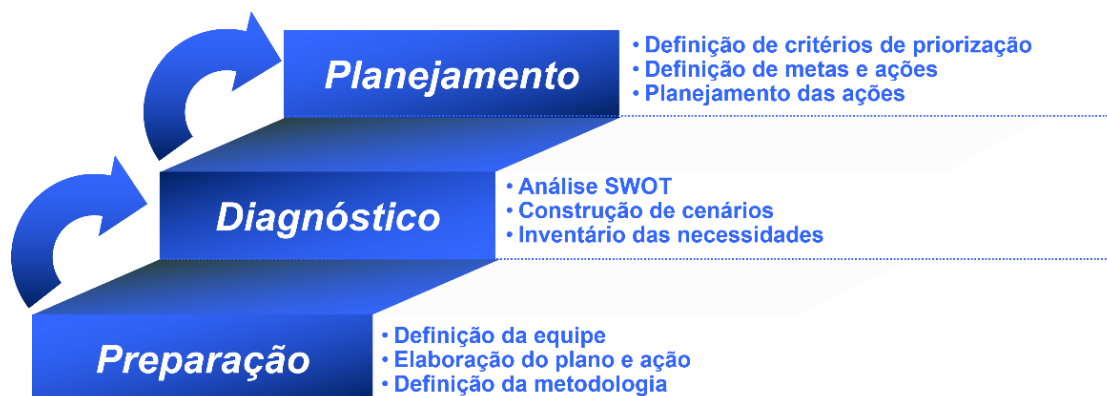 Planejamento
• Definição de critérios de priorização
• Definição de metas e ações
• Planejamento das ações
Diagnóstico
• Análise SWOT
• Construção de cenários
• Inventário das necessidades
Preparação
• Definição da equipe
• Elaboração do plano e ação
• Definição da metodologia